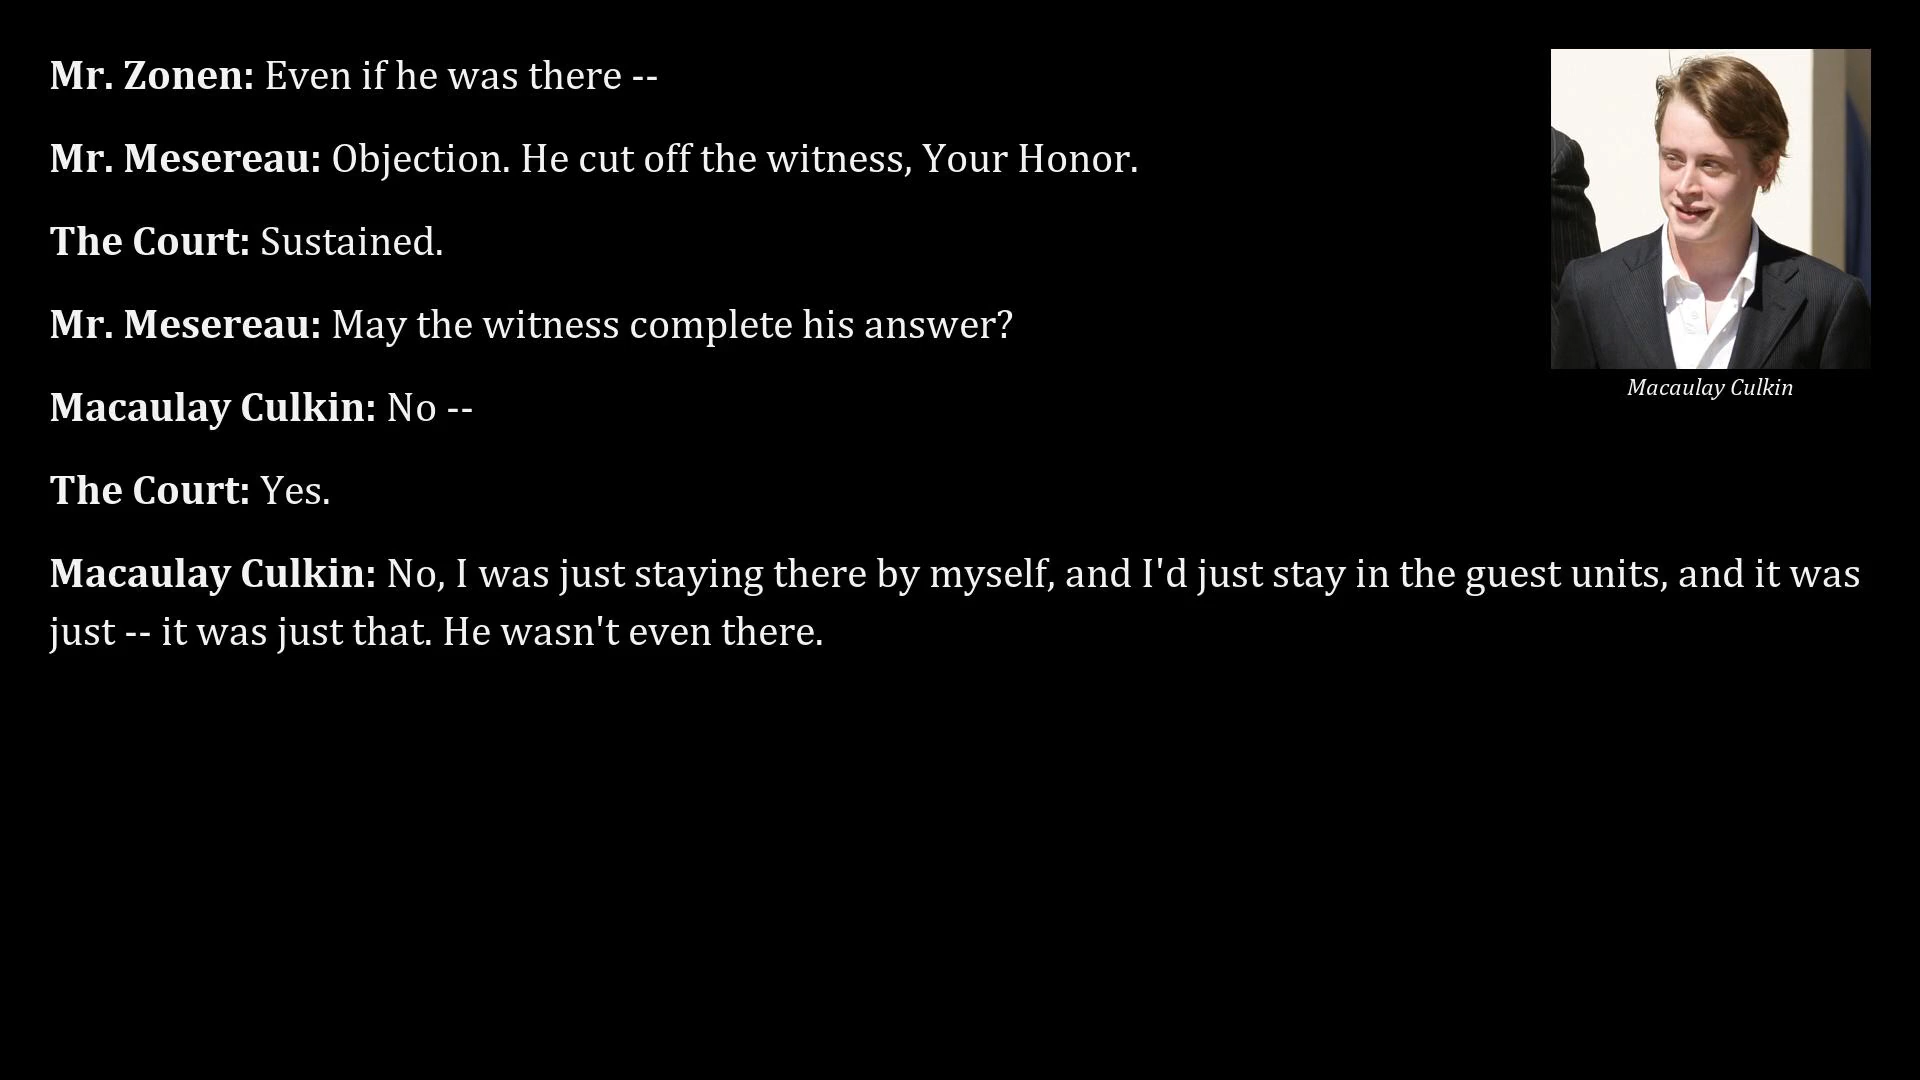 Mr. Zonen: Even if he was there --
Mr. Mesereau: Objection. He cut off the witness, Your Honor.
The Court: Sustained.
Mr. Mesereau: May the witness complete his answer?
Macaulay Culkin: No --
The Court: Yes.
Macaulay Culkin: No, I was just staying there by myself, and I'd just stay in the guest units, and it was
just -- it was just that. He wasn't even there.
Macaulay Culkin